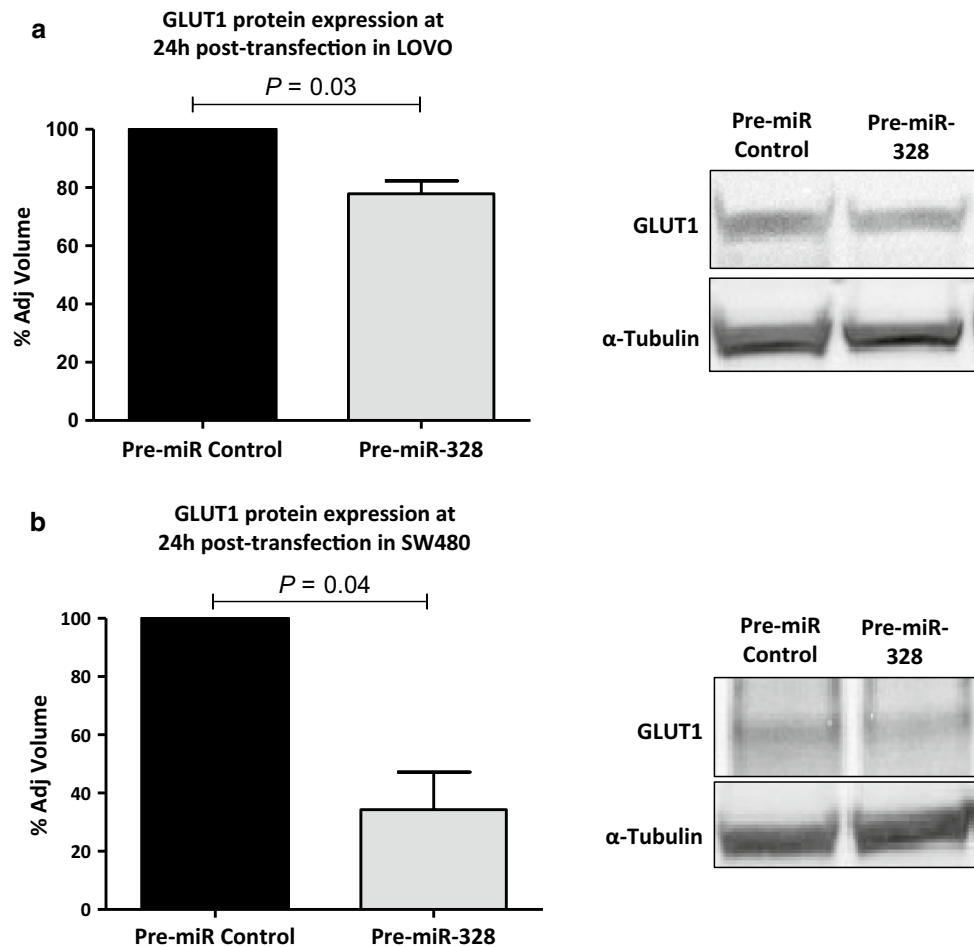 a
GLUT1 protein expression at
24h post-transfection in LOVO
P = 0.03
100
80
60
40
20
0
% Adj Volume
Pre-miR Control
Pre-miR-328
Pre-miR
Control
Pre-miR-
328
GLUT1
α-Tubulin
b
GLUT1 protein expression at
24h post-transfection in SW480
P = 0.04
100
80
60
40
20
0
% Adj Volume
Pre-miR Control
Pre-miR-328
Pre-miR
Control
Pre-miR-
328
GLUT1
α-Tubulin